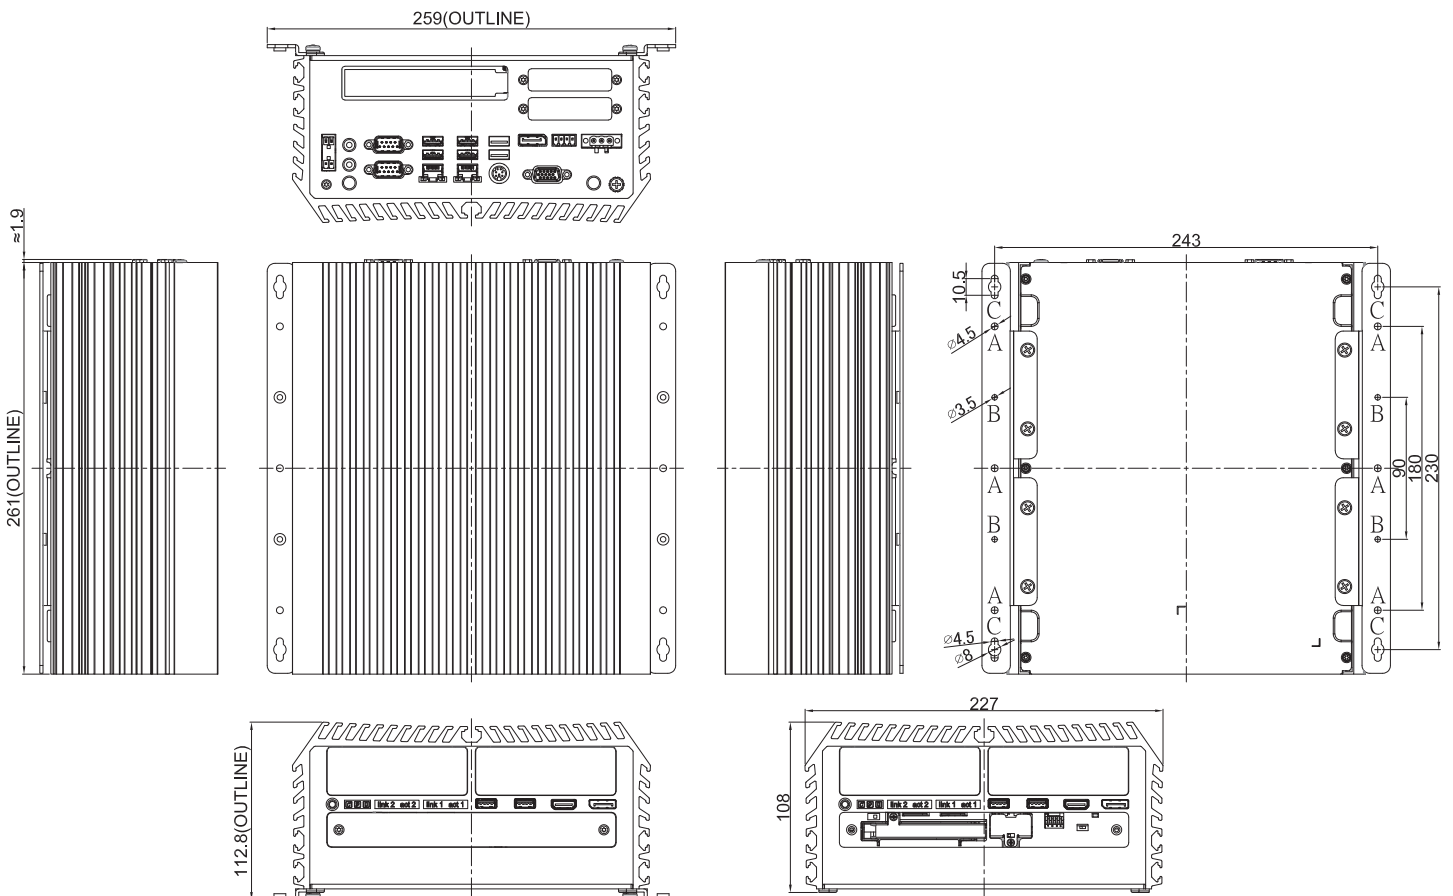 259(OUTLINE)
≈1.9
261(OUTLINE)
243
10.5
C
C
⌀4.5
A
A
⌀3.5
B
B
90
180
230
A
A
B
B
A
A
⌀4.5
C
C
⌀8
227
112.8(OUTLINE)
link 2 act 2 link 1 act 1
108
link 2 act 2 link 1 act 1